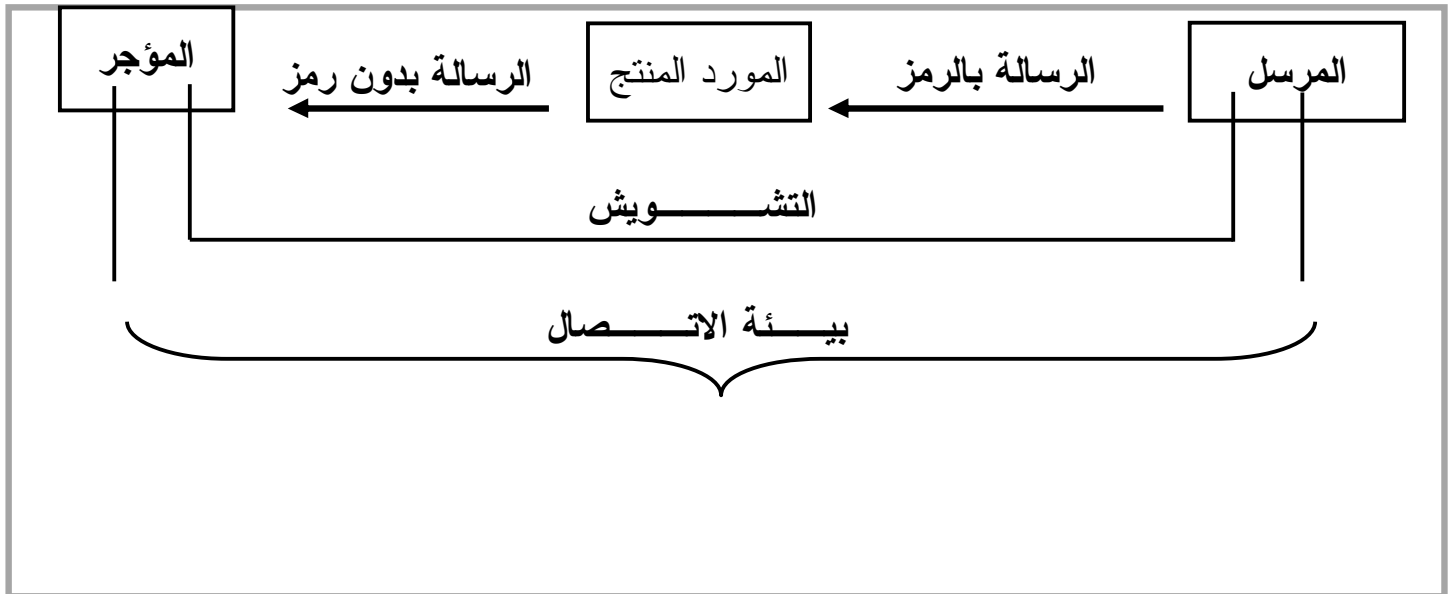 المرسل
الرسالة بالرمز
المورد المنتج
الرسالة بدون رمز
المؤجر
التشـــــــويش
بيـــــئة الاتـــــــصال